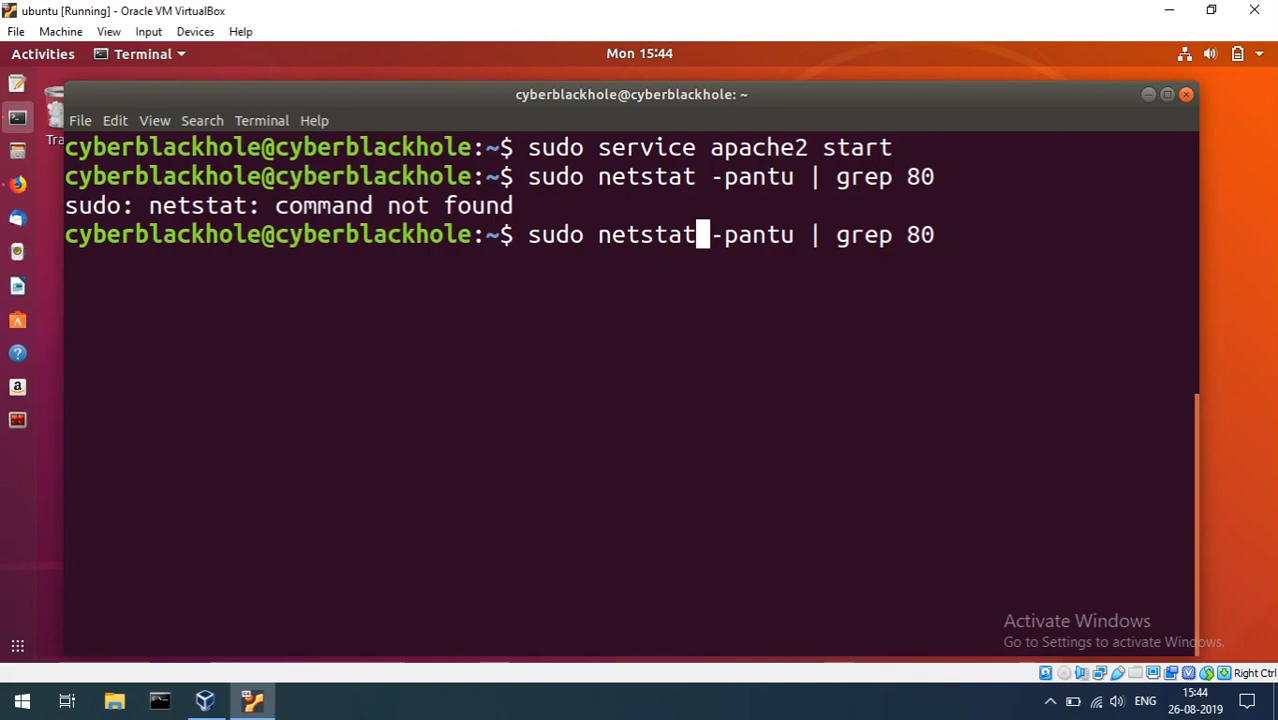 ubuntu [Running] - Oracle VM VirtualBox
File Machine View Input Devices Help
Activities Terminal Mon 15:44
Tra
cyberblackhole@cyberblackhole: ~
File Edit View Search Terminal Help
cyberblackhole@cyberblackhole:~$ sudo service apache2 start
cyberblackhole@cyberblackhole:~$ sudo netstat -pantu | grep 80
sudo: netstat: command not found
cyberblackhole@cyberblackhole:~$ sudo netstat -pantu | grep 80
Activate Windows
Go to Settings to activate Windows.
Right Ctrl
ENG
15:44
26-08-2019